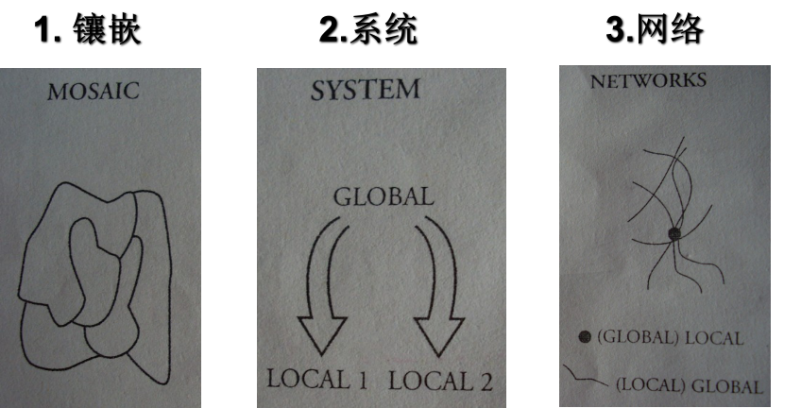 1. 镶嵌
2.系统
3.网络
MOSAIC
SYSTEM
GLOBAL
LOCAL 1 LOCAL 2
NETWORKS
(GLOBAL) LOCAL
(LOCAL) GLOBAL